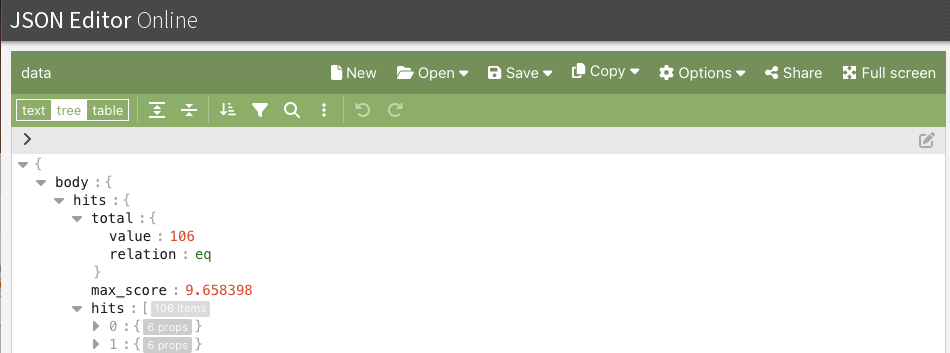 JSON Editor Online
data New Open Save Copy Options Share Full screen
text tree table
{
body : {
hits : {
total : {
value : 106
relation : eq
}
max_score : 9.658398
hits : [ 106 items
0 : { 6 props }
1 : { 6 props }